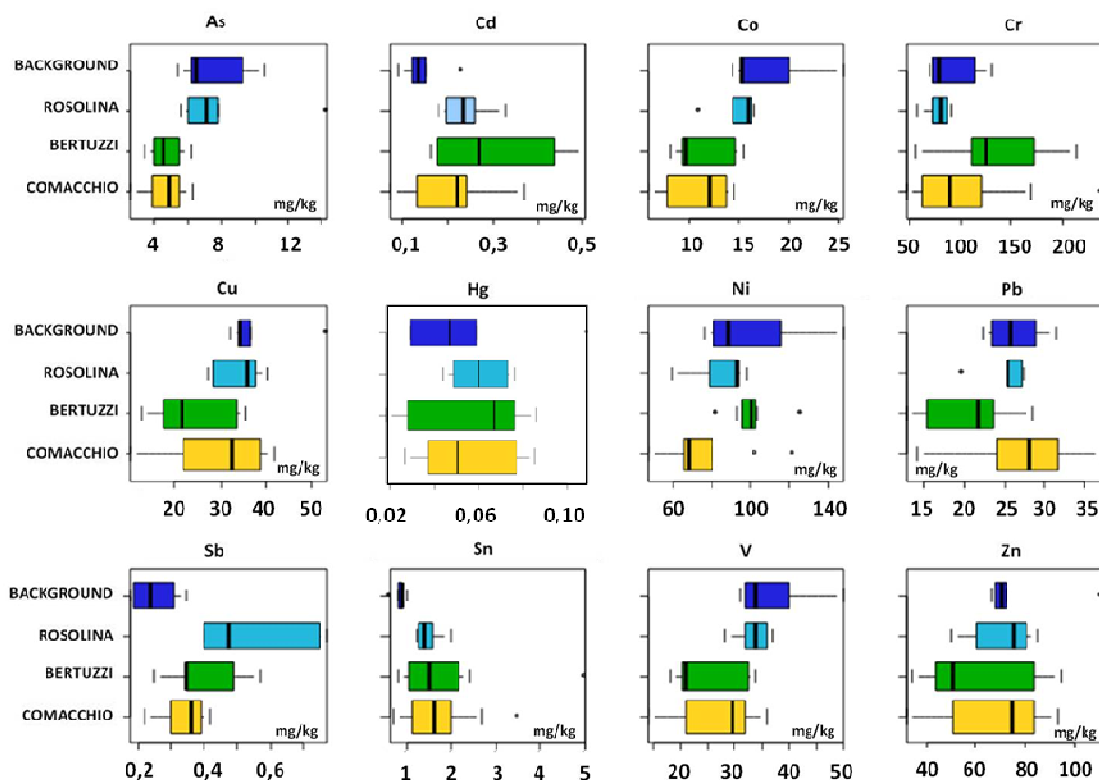 As Cd Co Cr
BACKGROUND
ROSOLINA
BERTUZZI
COMACCHIO
mg/kg mg/kg mg/kg mg/kg
4 8 12 0,1 0,3 0,5 10 15 20 25 50 100 150 200
Cu Hg Ni Pb
BACKGROUND
ROSOLINA
BERTUZZI
COMACCHIO
mg/kg mg/kg mg/kg
20 30 40 50 0,02 0,06 0,10 60 100 140 15 20 25 30 35
Sb Sn V Zn
BACKGROUND
ROSOLINA
BERTUZZI
COMACCHIO
mg/kg mg/kg mg/kg mg/kg
0,2 0,4 0,6 1 2 5 20 30 40 50 40 60 80 100